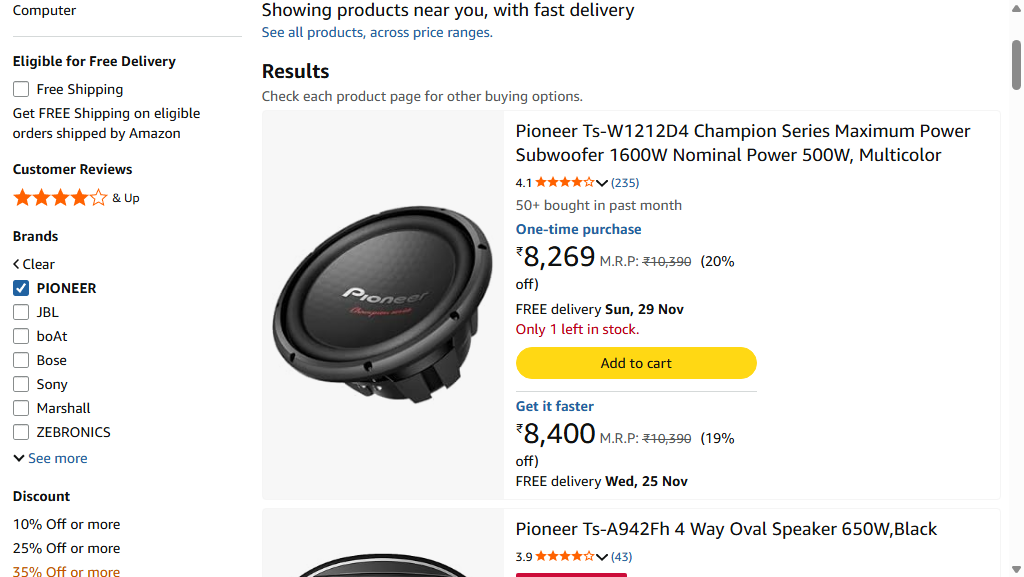 Computer
Eligible for Free Delivery
Free Shipping
Get FREE Shipping on eligible
orders shipped by Amazon
Customer Reviews
& Up
Brands
Clear
PIONEER
JBL
boAt
Bose
Sony
Marshall
ZEBRONICS
See more
Discount
10% Off or more
25% Off or more
35% Off or more
Showing products near you, with fast delivery
See all products, across price ranges.
Results
Check each product page for other buying options.
Pioneer
Champion series
Pioneer Ts-W1212D4 Champion Series Maximum Power
Subwoofer 1600W Nominal Power 500W, Multicolor
4.1 (235)
50+ bought in past month
One-time purchase
₹8,269 M.R.P: ₹10,390 (20%
off)
FREE delivery Sun, 29 Nov
Only 1 left in stock.
Add to cart
Get it faster
₹8,400 M.R.P: ₹10,390 (19%
off)
FREE delivery Wed, 25 Nov
Pioneer Ts-A942Fh 4 Way Oval Speaker 650W,Black
3.9 (43)